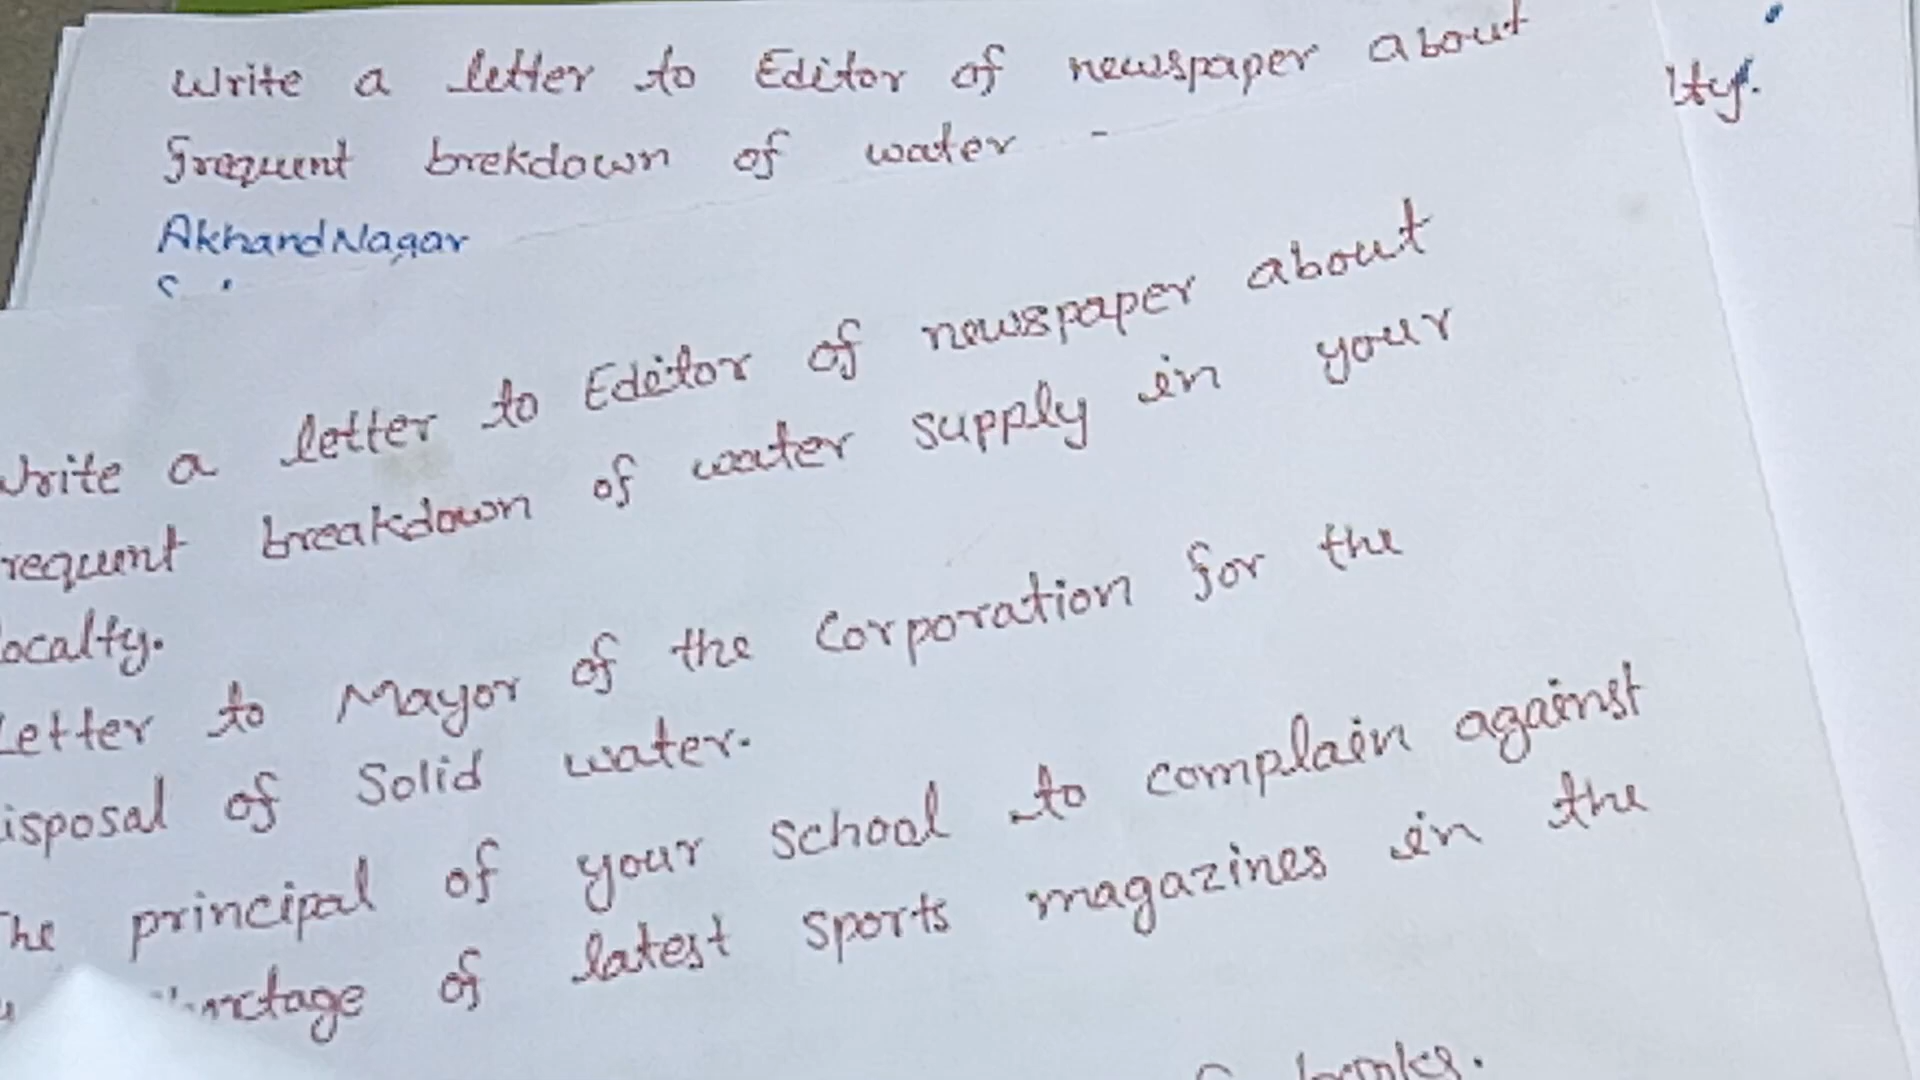 Write a letter to Editor of newspaper about
frequent brekdown of water
lty.
AkhandNagar
Write a letter to Editor of newspaper about
requent breakdown of water supply in your
ocalty.
Letter to Mayor of the Corporation for the
isposal of Solid water.
The principal of your school to complain against
of latest sports magazines in the